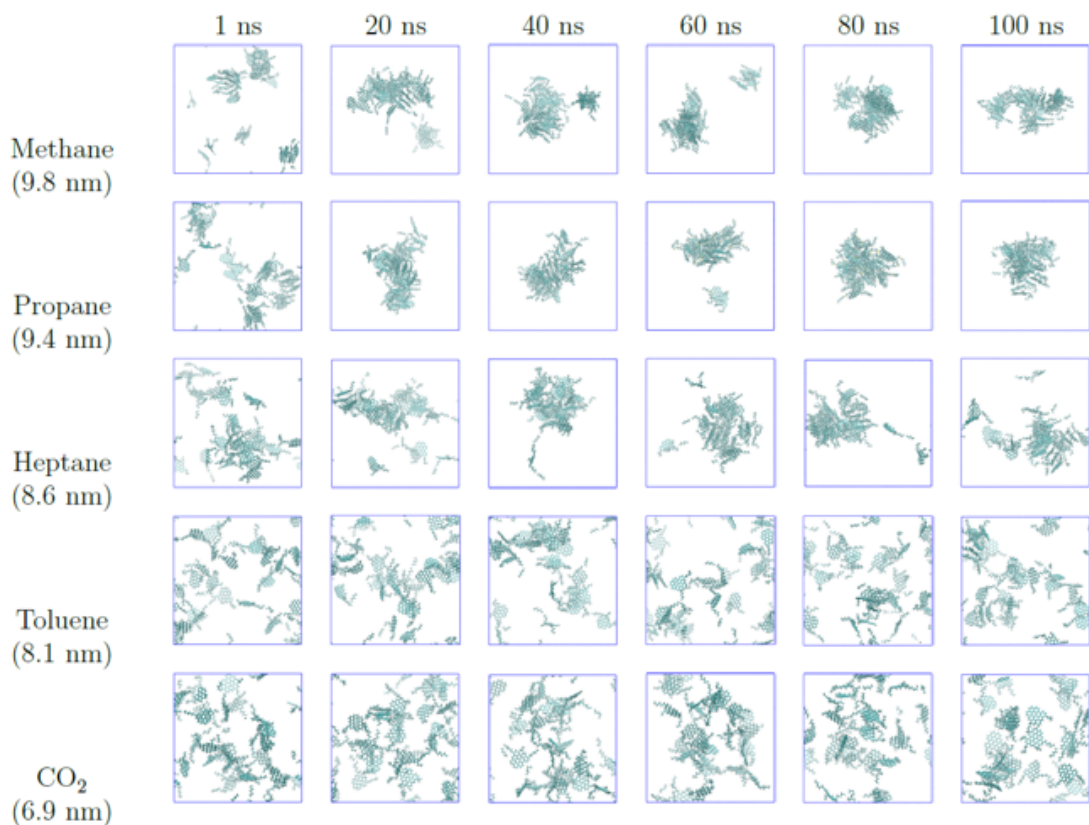 1 ns 20 ns 40 ns 60 ns 80 ns 100 ns
Methane
(9.8 nm)
Propane
(9.4 nm)
Heptane
(8.6 nm)
Toluene
(8.1 nm)
CO₂
(6.9 nm)